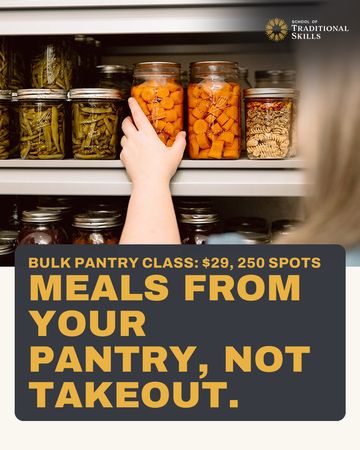 SCHOOL OF
TRADITIONAL
SKILLS
BULK PANTRY CLASS: $29, 250 SPOTS
MEALS FROM
YOUR
PANTRY, NOT
TAKEOUT.